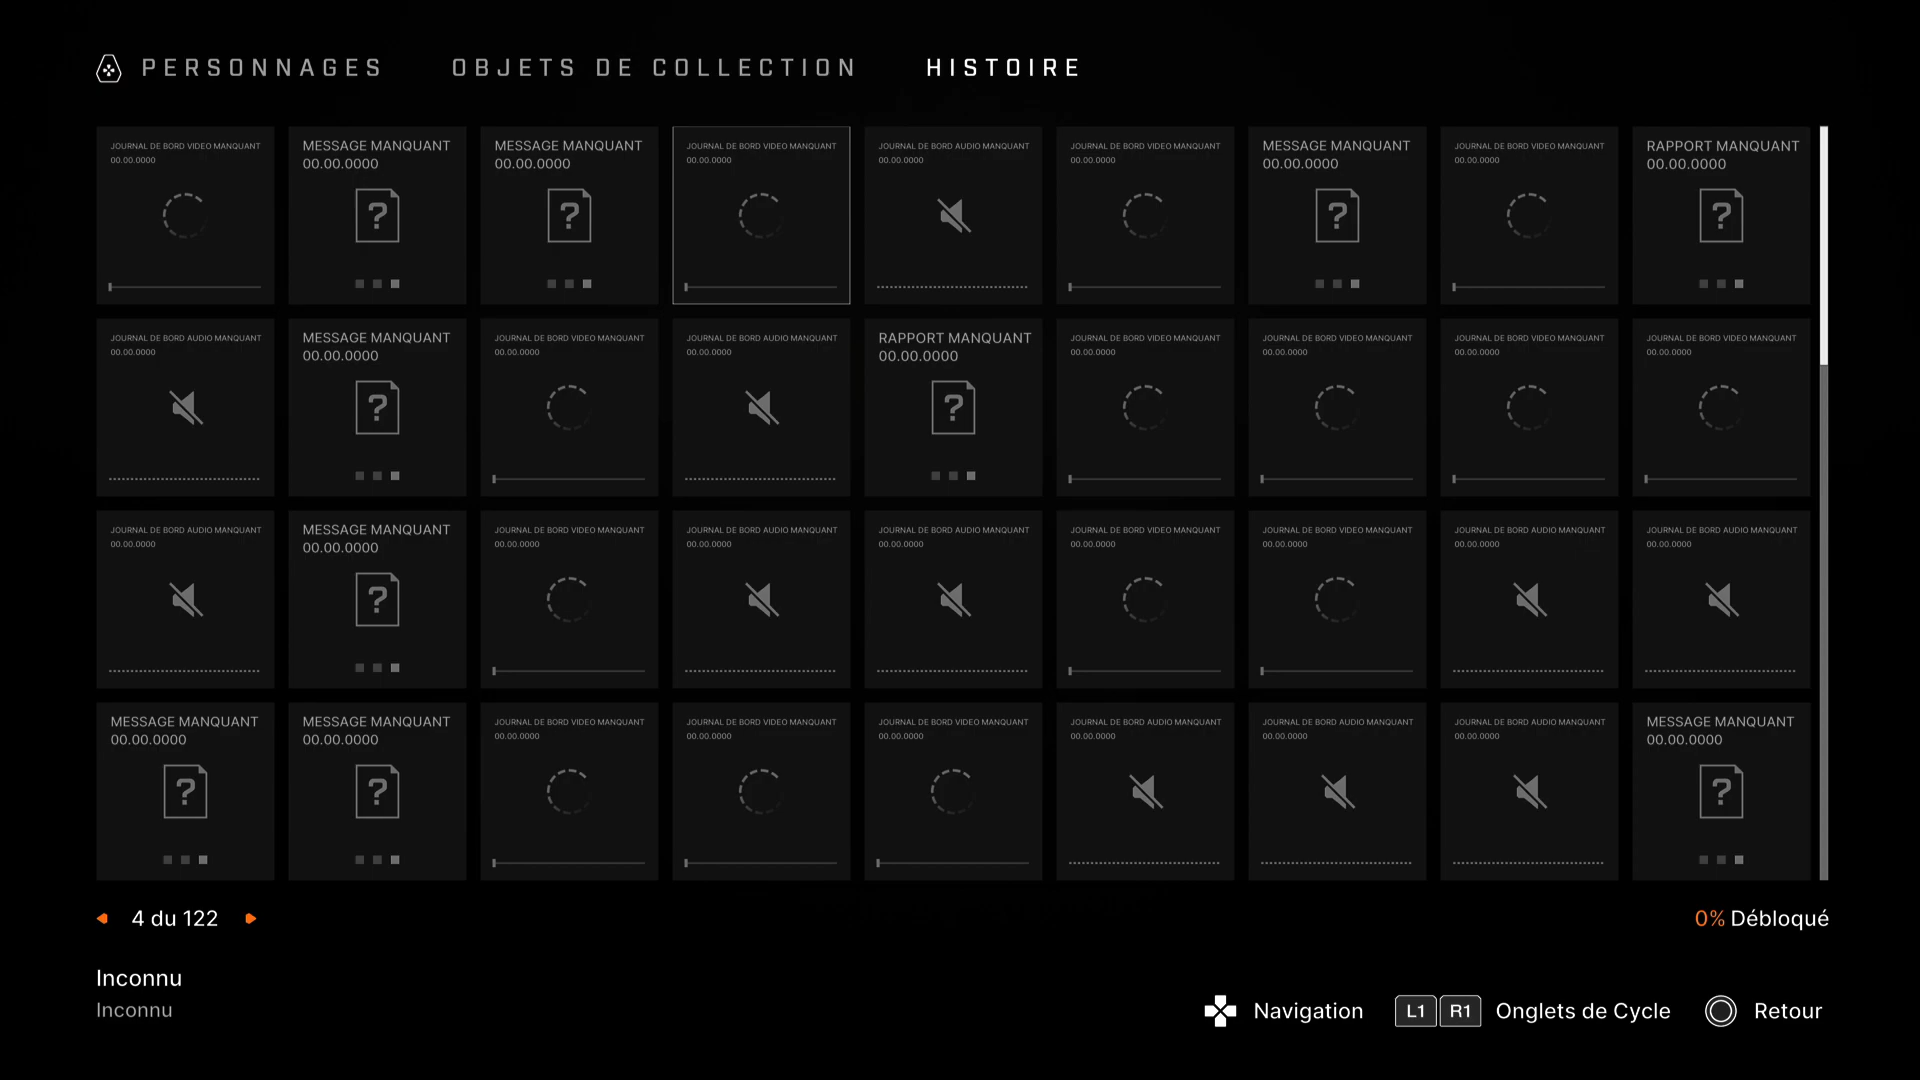 PERSONNAGES OBJETS DE COLLECTION HISTOIRE
JOURNAL DE BORD VIDEO MANQUANT
00.00.0000
MESSAGE MANQUANT
00.00.0000
MESSAGE MANQUANT
00.00.0000
JOURNAL DE BORD VIDEO MANQUANT
00.00.0000
JOURNAL DE BORD AUDIO MANQUANT
00.00.0000
JOURNAL DE BORD VIDEO MANQUANT
00.00.0000
MESSAGE MANQUANT
00.00.0000
JOURNAL DE BORD VIDEO MANQUANT
00.00.0000
RAPPORT MANQUANT
00.00.0000
JOURNAL DE BORD AUDIO MANQUANT
00.00.0000
MESSAGE MANQUANT
00.00.0000
JOURNAL DE BORD VIDEO MANQUANT
00.00.0000
JOURNAL DE BORD AUDIO MANQUANT
00.00.0000
RAPPORT MANQUANT
00.00.0000
JOURNAL DE BORD VIDEO MANQUANT
00.00.0000
JOURNAL DE BORD VIDEO MANQUANT
00.00.0000
JOURNAL DE BORD VIDEO MANQUANT
00.00.0000
JOURNAL DE BORD VIDEO MANQUANT
00.00.0000
JOURNAL DE BORD AUDIO MANQUANT
00.00.0000
MESSAGE MANQUANT
00.00.0000
JOURNAL DE BORD VIDEO MANQUANT
00.00.0000
JOURNAL DE BORD AUDIO MANQUANT
00.00.0000
JOURNAL DE BORD AUDIO MANQUANT
00.00.0000
JOURNAL DE BORD VIDEO MANQUANT
00.00.0000
JOURNAL DE BORD VIDEO MANQUANT
00.00.0000
JOURNAL DE BORD AUDIO MANQUANT
00.00.0000
JOURNAL DE BORD AUDIO MANQUANT
00.00.0000
MESSAGE MANQUANT
00.00.0000
MESSAGE MANQUANT
00.00.0000
JOURNAL DE BORD VIDEO MANQUANT
00.00.0000
JOURNAL DE BORD VIDEO MANQUANT
00.00.0000
JOURNAL DE BORD VIDEO MANQUANT
00.00.0000
JOURNAL DE BORD AUDIO MANQUANT
00.00.0000
JOURNAL DE BORD AUDIO MANQUANT
00.00.0000
JOURNAL DE BORD AUDIO MANQUANT
00.00.0000
MESSAGE MANQUANT
00.00.0000
4 du 122
0% Débloqué
Inconnu
Inconnu
Navigation L1 R1 Onglets de Cycle Retour